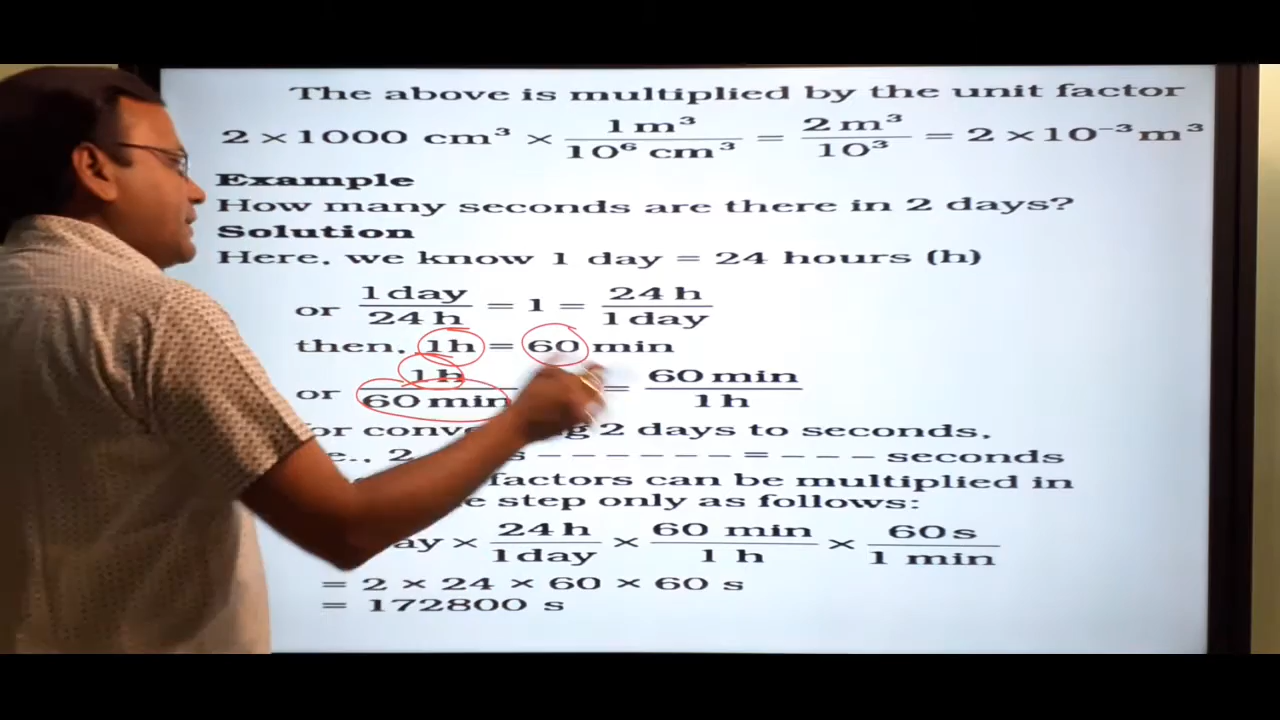 The above is multiplied by the unit factor
2 × 1000 cm³ × 1 m³ / 10⁶ cm³ = 2 m³ / 10³ = 2 × 10⁻³ m³
Example
How many seconds are there in 2 days?
Solution
Here, we know 1 day = 24 hours (h)
or 1 day / 24 h = 1 = 24 h / 1 day
then, 1h = 60 min
or 1 h / 60 min = 60 min / 1 h
2 days to seconds,
2 – – – – – – = – – – seconds
factors can be multiplied in
step only as follows:
× 24 h / 1 day × 60 min / 1 h × 60 s / 1 min
= 2 × 24 × 60 × 60 s
= 172800 s